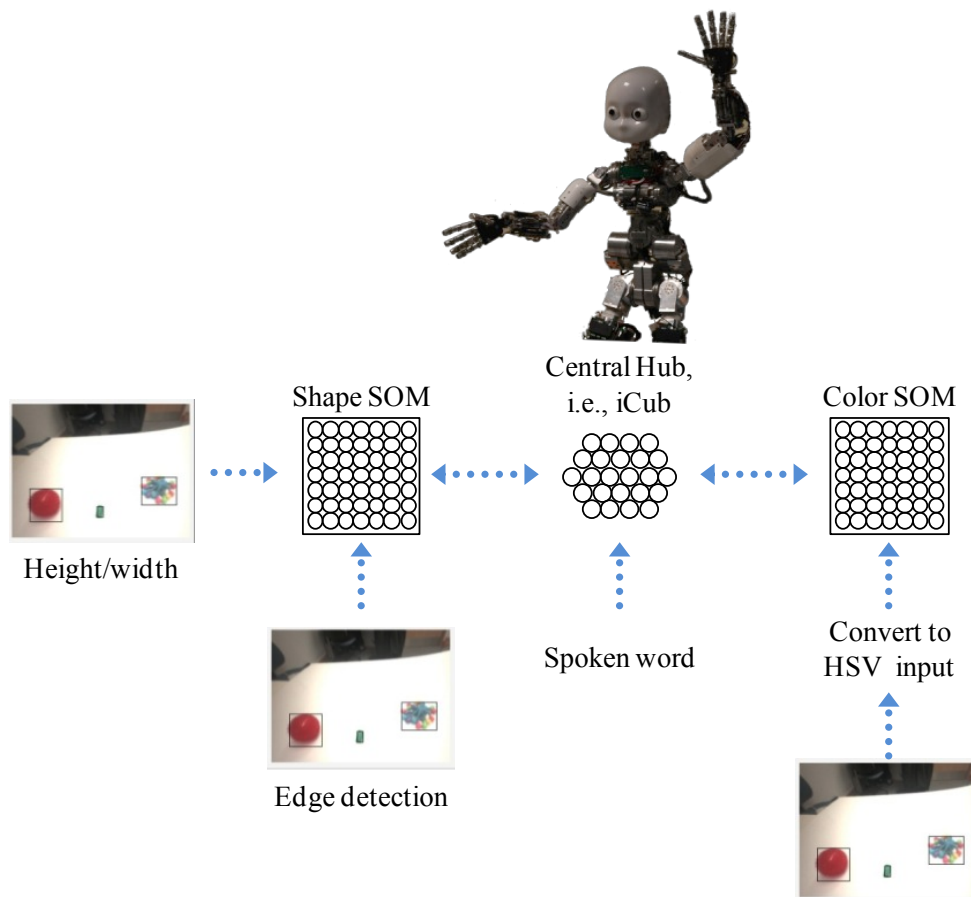 Central Hub,
i.e., iCub
Shape SOM
Color SOM
Height/width
Spoken word
Convert to
HSV input
Edge detection